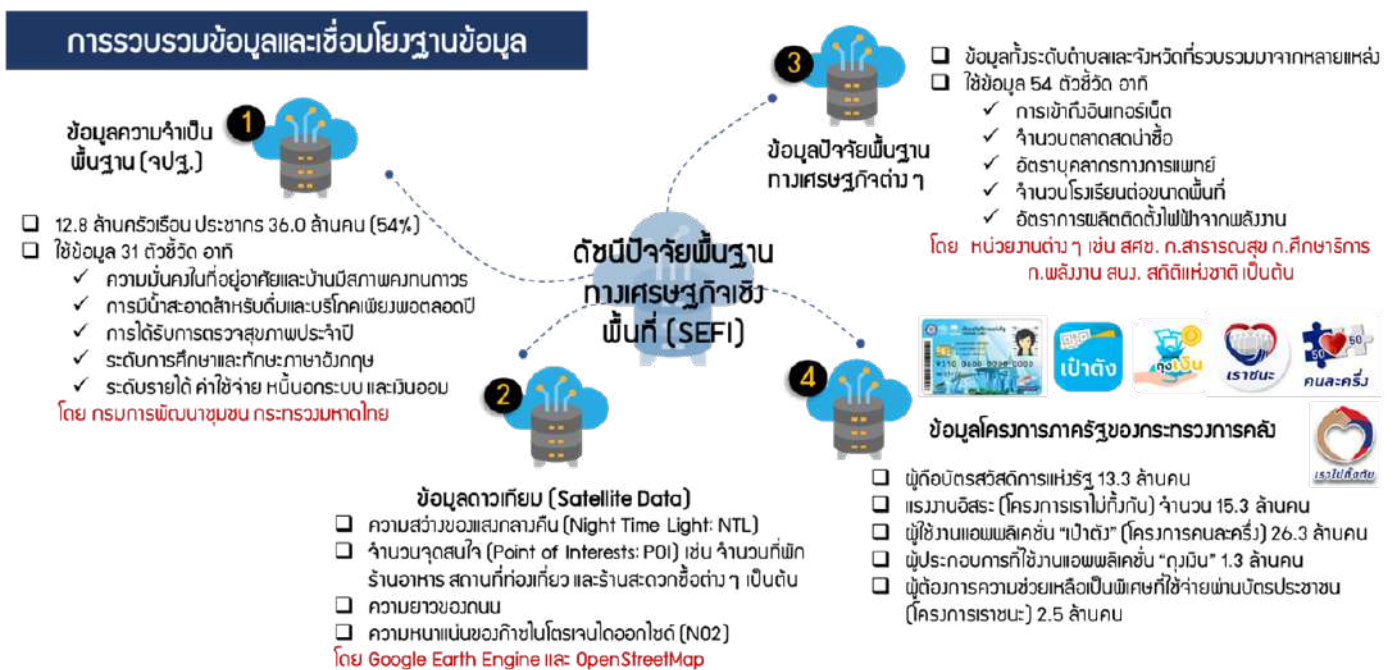 การรวบรวมข้อมูลและเชื่อมโยงฐานข้อมูล
1
ข้อมูลความจำเป็น
พื้นฐาน (จปฐ.)
❑ 12.8 ล้านครัวเรือน ประชากร 36.0 ล้านคน (54%)
❑ ใช้ข้อมูล 31 ตัวชี้วัด อาทิ
✓ ความมั่นคงในที่อยู่อาศัยและบ้านมีสภาพคงทนถาวร
✓ การมีน้ำสะอาดสำหรับดื่มและบริโภคเพียงพอตลอดปี
✓ การได้รับการตรวจสุขภาพประจำปี
✓ ระดับการศึกษาและทักษะภาษาอังกฤษ
✓ ระดับรายได้ ค่าใช้จ่าย หนี้นอกระบบ และเงินออม
โดย กรมการพัฒนาชุมชน กระทรวงมหาดไทย
ดัชนีปัจจัยพื้นฐาน
ทางเศรษฐกิจเชิง
พื้นที่ (SEFI)
2
ข้อมูลดาวเทียม (Satellite Data)
❑ ความสว่างของแสงกลางคืน (Night Time Light: NTL)
❑ จำนวนจุดสนใจ (Point of Interests: POI) เช่น จำนวนที่พัก
ร้านอาหาร สถานที่ท่องเที่ยว และร้านสะดวกซื้อต่าง ๆ เป็นต้น
❑ ความยาวของถนน
❑ ความหนาแน่นของก๊าซไนโตรเจนไดออกไซด์ (NO2)
โดย Google Earth Engine และ OpenStreetMap
3
ข้อมูลปัจจัยพื้นฐาน
ทางเศรษฐกิจต่าง ๆ
❑ ข้อมูลทั้งระดับตำบลและจังหวัดที่รวบรวมมาจากหลายแหล่ง
❑ ใช้ข้อมูล 54 ตัวชี้วัด อาทิ
✓ การเข้าถึงอินเทอร์เน็ต
✓ จำนวนตลาดสดน่าซื้อ
✓ อัตราบุคลากรทางการแพทย์
✓ จำนวนโรงเรียนต่อขนาดพื้นที่
✓ อัตราการผลิตติดตั้งไฟฟ้าจากพลังงาน
โดย หน่วยงานต่าง ๆ เช่น สศช. ก.สาธารณสุข ก.ศึกษาธิการ
ก.พลังงาน สนง. สถิติแห่งชาติ เป็นต้น
4
เป๋าตัง
ถุงเงิน
เราชนะ
50 50
คนละครึ่ง
เราไม่ทิ้งกัน
ข้อมูลโครงการภาครัฐของกระทรวงการคลัง
❑ ผู้ถือบัตรสวัสดิการแห่งรัฐ 13.3 ล้านคน
❑ แรงงานอิสระ (โครงการเราไม่ทิ้งกัน) จำนวน 15.3 ล้านคน
❑ ผู้ใช้งานแอพพลิเคชั่น “เป๋าตัง” (โครงการคนละครึ่ง) 26.3 ล้านคน
❑ ผู้ประกอบการที่ใช้งานแอพพลิเคชั่น “ถุงเงิน” 1.3 ล้านคน
❑ ผู้ต้องการความช่วยเหลือเป็นพิเศษที่ใช้จ่ายผ่านบัตรประชาชน
(โครงการเราชนะ) 2.5 ล้านคน